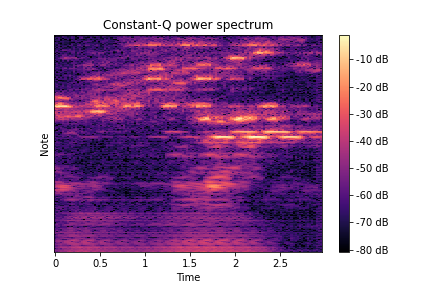 Constant-Q power spectrum
Note
-10 dB
-20 dB
-30 dB
-40 dB
-50 dB
-60 dB
-70 dB
-80 dB
0 0.5 1 1.5 2 2.5
Time